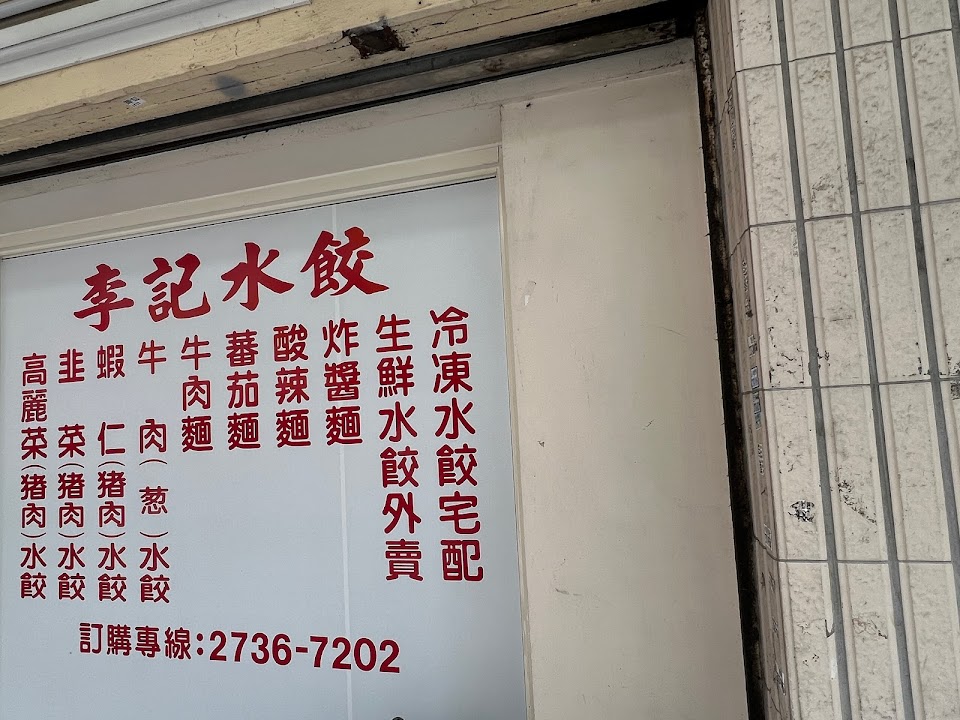 李記水餃
冷凍水餃宅配
生鮮水餃外賣
炸醬麵
酸辣麵
蕃茄麵
牛肉麵
牛肉(葱)水餃
蝦仁(猪肉)水餃
韭菜(猪肉)水餃
高麗菜(猪肉)水餃
訂購專線:2736-7202